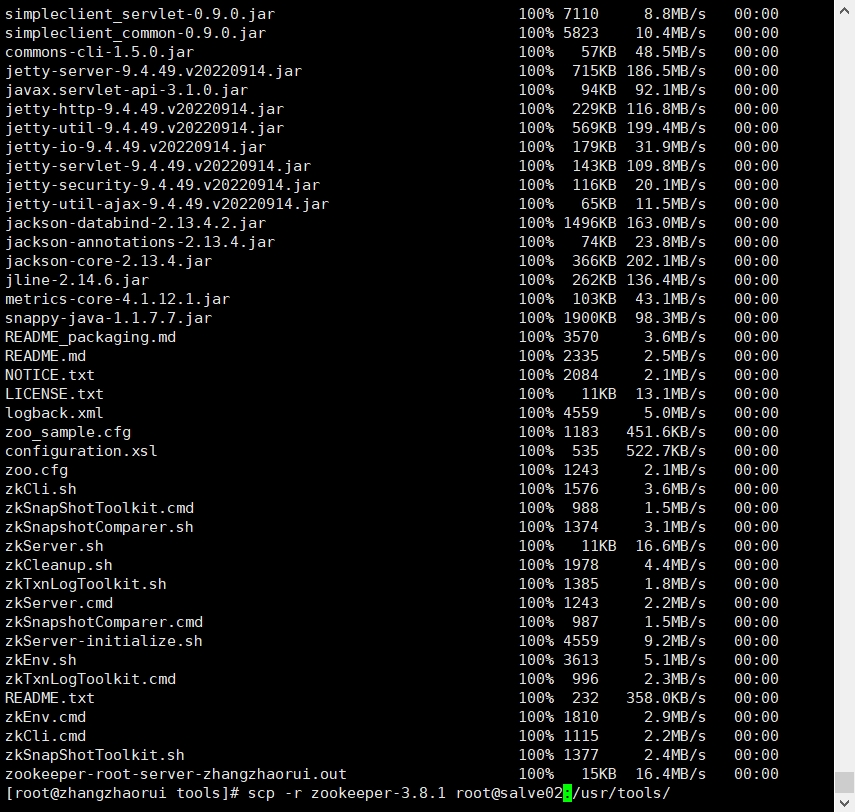 simpleclient_servlet-0.9.0.jar 100% 7110 8.8MB/s 00:00
simpleclient_common-0.9.0.jar 100% 5823 10.4MB/s 00:00
commons-cli-1.5.0.jar 100% 57KB 48.5MB/s 00:00
jetty-server-9.4.49.v20220914.jar 100% 715KB 186.5MB/s 00:00
javax.servlet-api-3.1.0.jar 100% 94KB 92.1MB/s 00:00
jetty-http-9.4.49.v20220914.jar 100% 229KB 116.8MB/s 00:00
jetty-util-9.4.49.v20220914.jar 100% 569KB 199.4MB/s 00:00
jetty-io-9.4.49.v20220914.jar 100% 179KB 31.9MB/s 00:00
jetty-servlet-9.4.49.v20220914.jar 100% 143KB 109.8MB/s 00:00
jetty-security-9.4.49.v20220914.jar 100% 116KB 20.1MB/s 00:00
jetty-util-ajax-9.4.49.v20220914.jar 100% 65KB 11.5MB/s 00:00
jackson-databind-2.13.4.2.jar 100% 1496KB 163.0MB/s 00:00
jackson-annotations-2.13.4.jar 100% 74KB 23.8MB/s 00:00
jackson-core-2.13.4.jar 100% 366KB 202.1MB/s 00:00
jline-2.14.6.jar 100% 262KB 136.4MB/s 00:00
metrics-core-4.1.12.1.jar 100% 103KB 43.1MB/s 00:00
snappy-java-1.1.7.7.jar 100% 1900KB 98.3MB/s 00:00
README_packaging.md 100% 3570 3.6MB/s 00:00
README.md 100% 2335 2.5MB/s 00:00
NOTICE.txt 100% 2084 2.1MB/s 00:00
LICENSE.txt 100% 11KB 13.1MB/s 00:00
logback.xml 100% 4559 5.0MB/s 00:00
zoo_sample.cfg 100% 1183 451.6KB/s 00:00
configuration.xsl 100% 535 522.7KB/s 00:00
zoo.cfg 100% 1243 2.1MB/s 00:00
zkCli.sh 100% 1576 3.6MB/s 00:00
zkSnapShotToolkit.cmd 100% 988 1.5MB/s 00:00
zkSnapshotComparer.sh 100% 1374 3.1MB/s 00:00
zkServer.sh 100% 11KB 16.6MB/s 00:00
zkCleanup.sh 100% 1978 4.4MB/s 00:00
zkTxnLogToolkit.sh 100% 1385 1.8MB/s 00:00
zkServer.cmd 100% 1243 2.2MB/s 00:00
zkSnapshotComparer.cmd 100% 987 1.5MB/s 00:00
zkServer-initialize.sh 100% 4559 9.2MB/s 00:00
zkEnv.sh 100% 3613 5.1MB/s 00:00
zkTxnLogToolkit.cmd 100% 996 2.3MB/s 00:00
README.txt 100% 232 358.0KB/s 00:00
zkEnv.cmd 100% 1810 2.9MB/s 00:00
zkCli.cmd 100% 1115 2.2MB/s 00:00
zkSnapShotToolkit.sh 100% 1377 2.4MB/s 00:00
zookeeper-root-server-zhangzhaorui.out 100% 15KB 16.4MB/s 00:00
[root@zhangzhaorui tools]# scp -r zookeeper-3.8.1 root@salve02:/usr/tools/